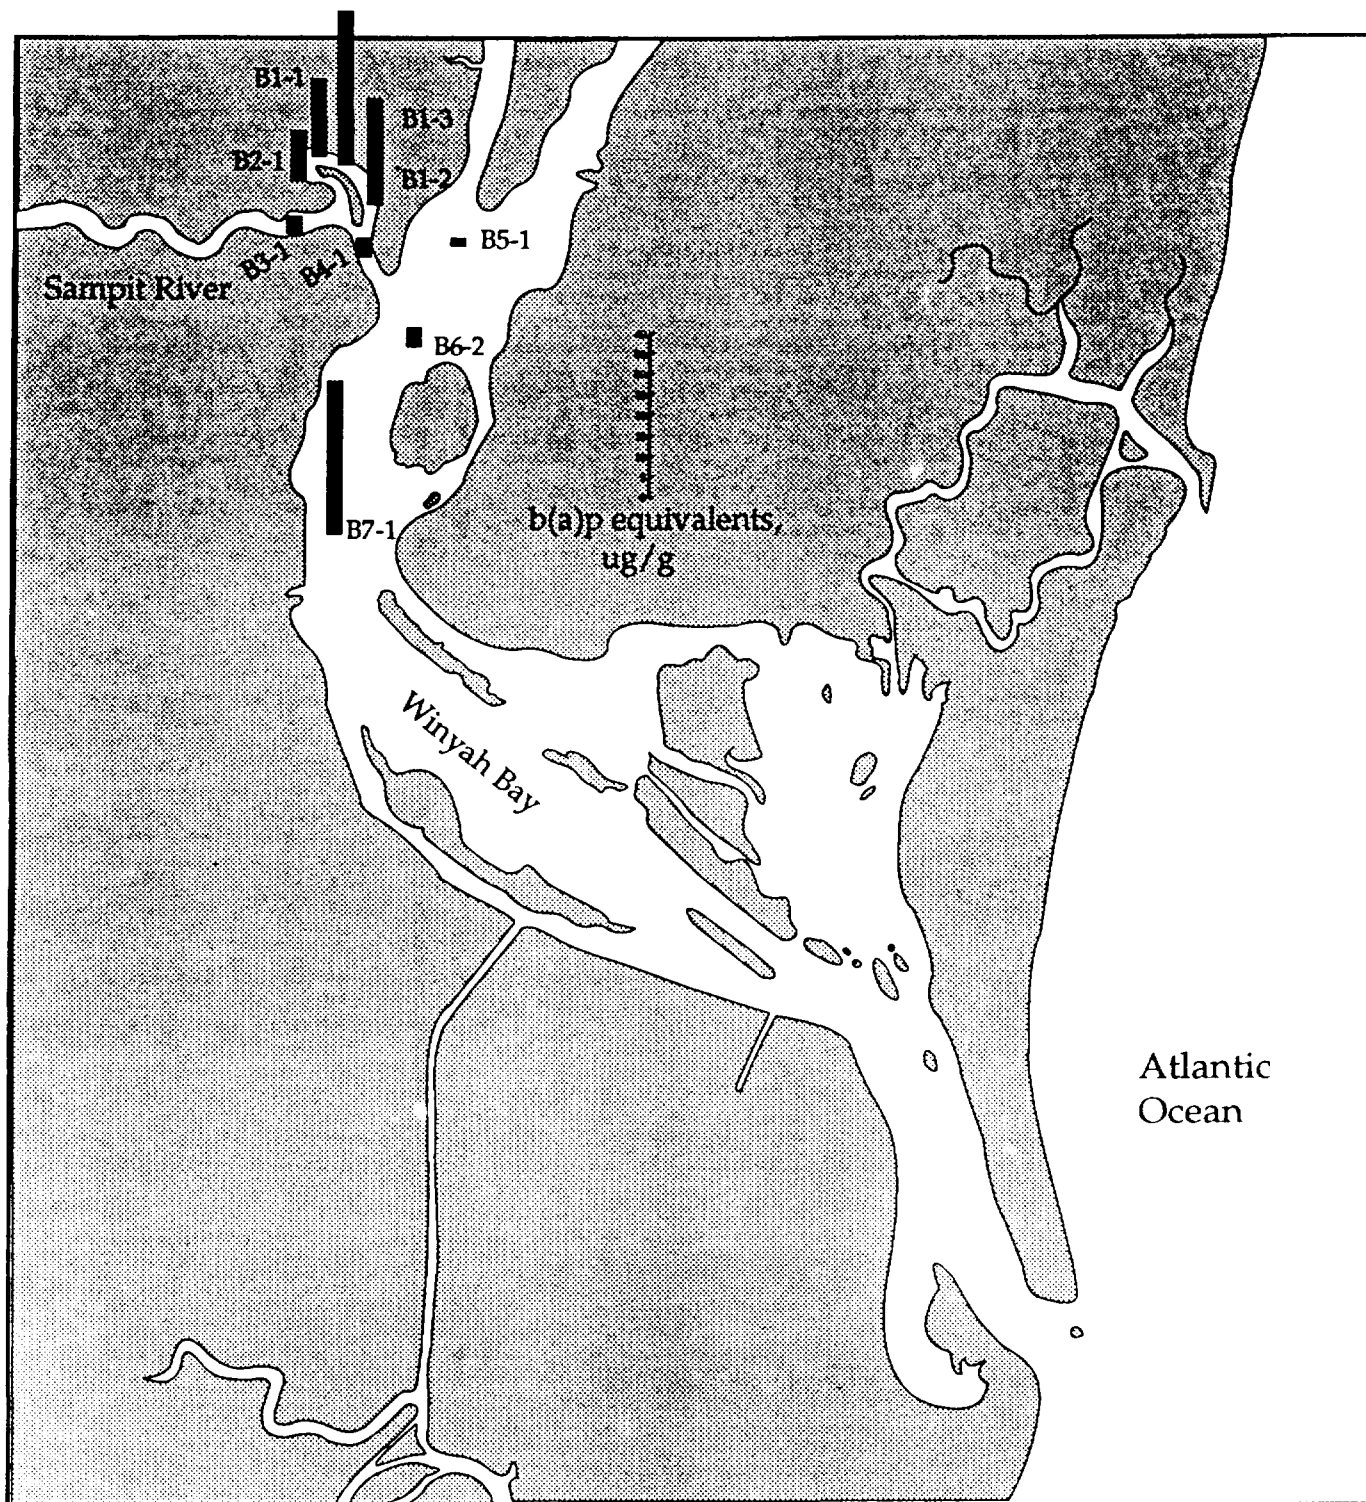 B1-1
B1-3
B2-1
B1-2
B5-1
B3-1
B4-1
Sampit River
B6-2
b(a)p equivalents,
ug/g
B7-1
Winyah Bay
Atlantic
Ocean